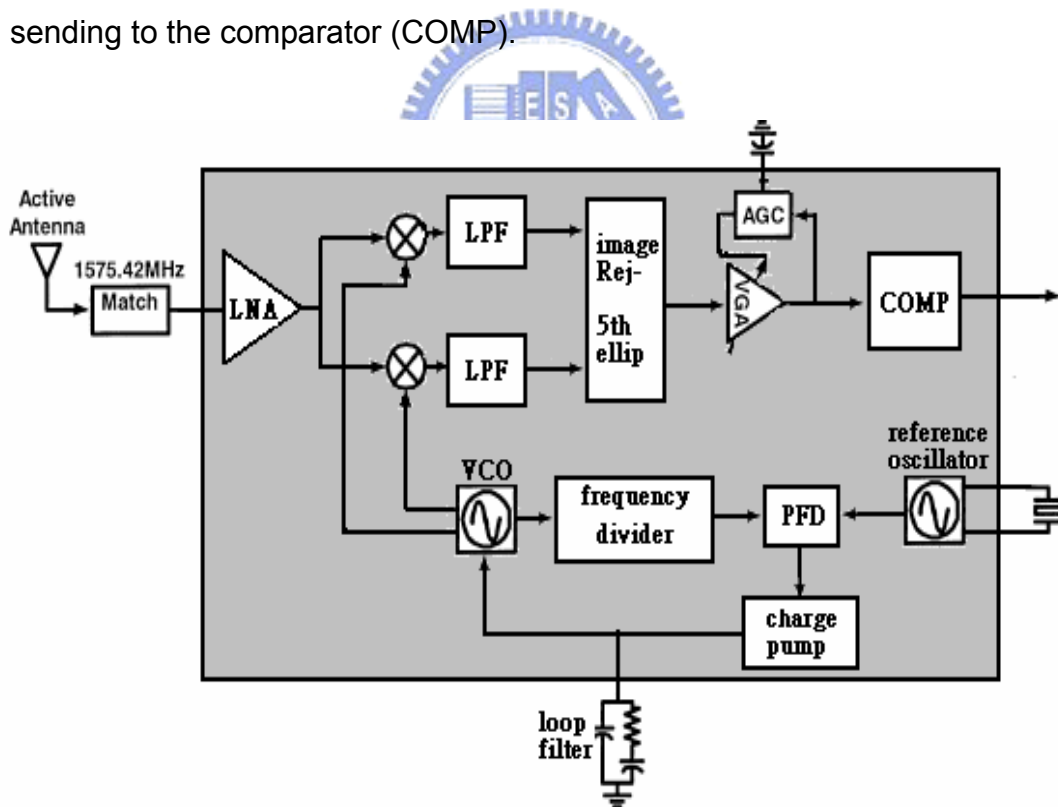 sending to the comparator (COMP).
ESA
Active
Antenna
1575.42MHz
Match
LNA
LPF
LPF
image
Rej-
5th
ellip
AGC
VGA
COMP
VCO
frequency
divider
PFD
reference
oscillator
charge
pump
loop
filter